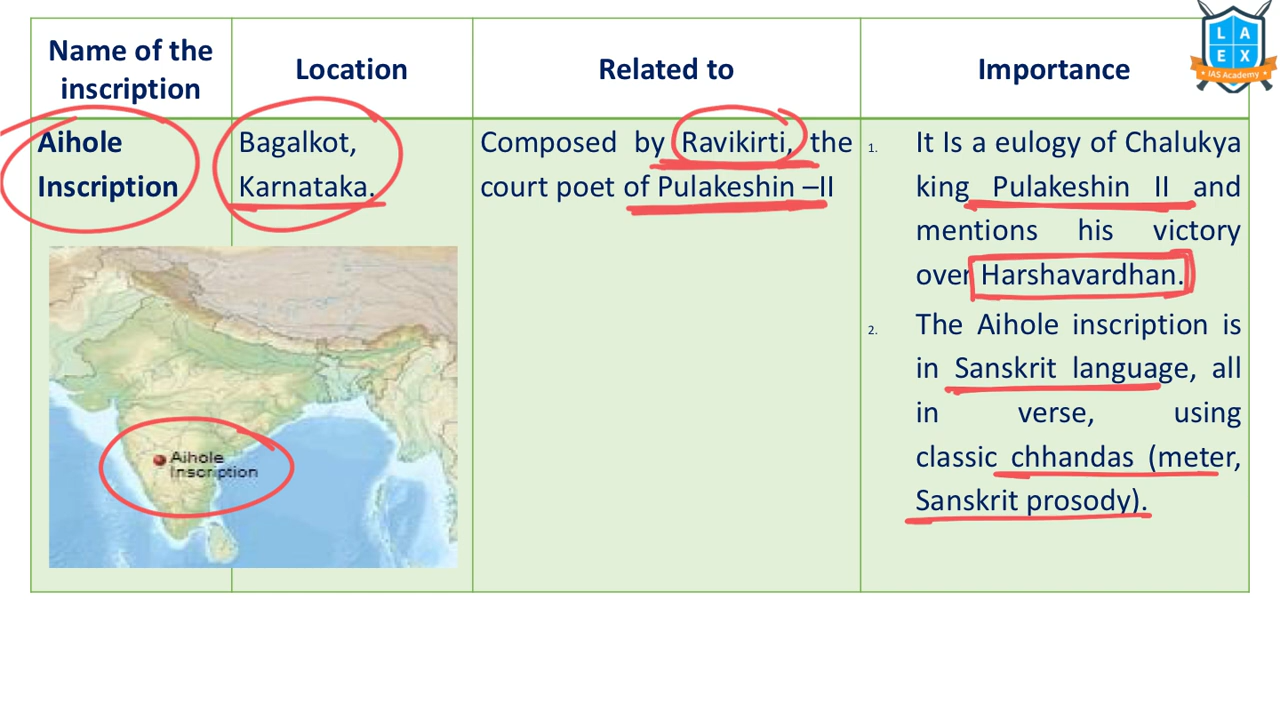 Name of the
inscription
Location
Related to
Importance
L A
E X
IAS Academy
Aihole
Inscription
Bagalkot,
Karnataka.
Composed by Ravikirti, the
court poet of Pulakeshin –II
1. It Is a eulogy of Chalukya
king Pulakeshin II and
mentions his victory
over Harshavardhan.
2. The Aihole inscription is
in Sanskrit language, all
in verse, using
classic chhandas (meter,
Sanskrit prosody).
Aihole
Inscription